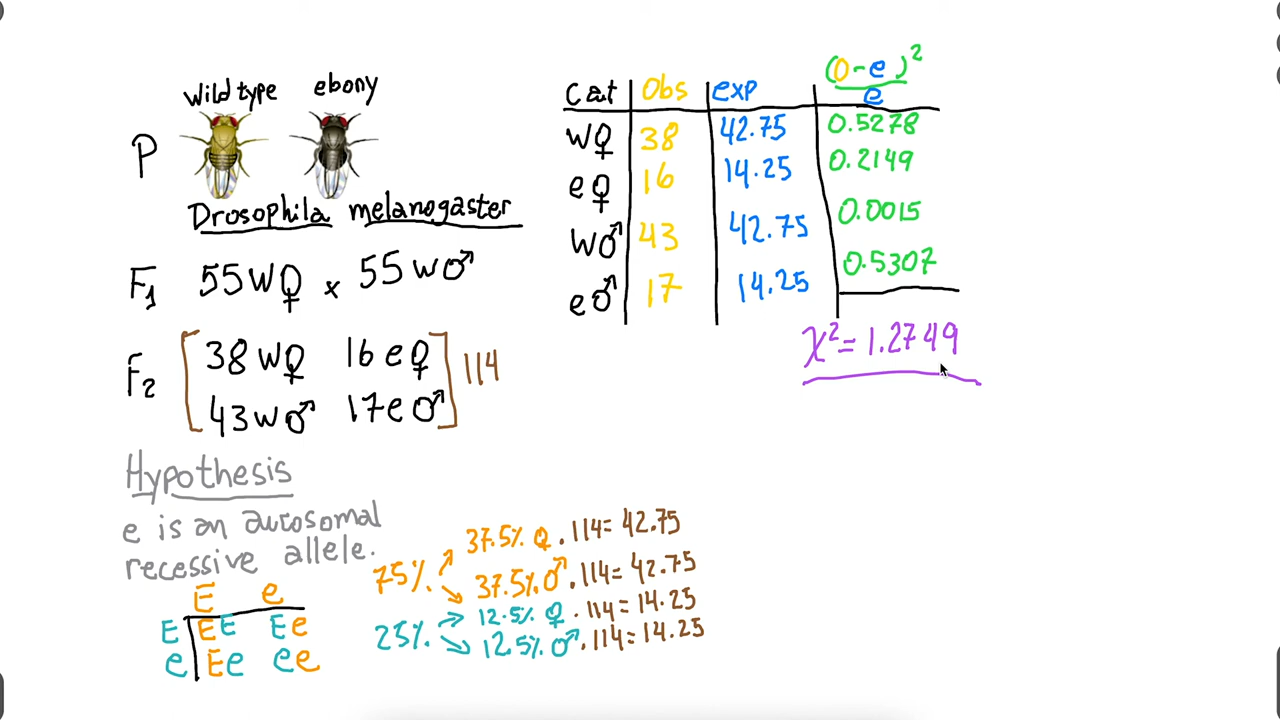 wild type ebony
P
Drosophila melanogaster
F1 55w♀ x 55 w♂
F2 38 w♀ 16 e♀ 114
43 w♂ 17e♂
Hypothesis
e is an autosomal
recessive allele.
E e
E EE Ee
e Ee ee
75% 37.5% ♀ . 114 = 42.75
37.5% ♂ . 114 = 42.75
25% 12.5% ♀ . 114 = 14.25
12.5% ♂ . 114 = 14.25
cat Obs exp (o-e)²/e
w♀ 38 42.75 0.5278
e♀ 16 14.25 0.2149
w♂ 43 42.75 0.0015
e♂ 17 14.25 0.5307
χ² = 1.2749